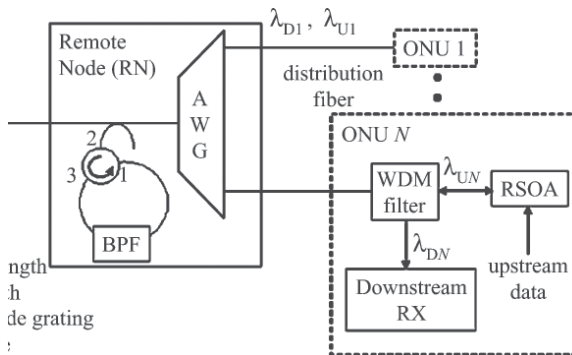 Remote
Node (RN)
λD1 , λU1
ONU 1
distribution
fiber
A
W
G
2
3
1
BPF
ONU N
WDM
filter
λUN
RSOA
λDN
upstream
data
Downstream
RX
ngth
th
de grating
e